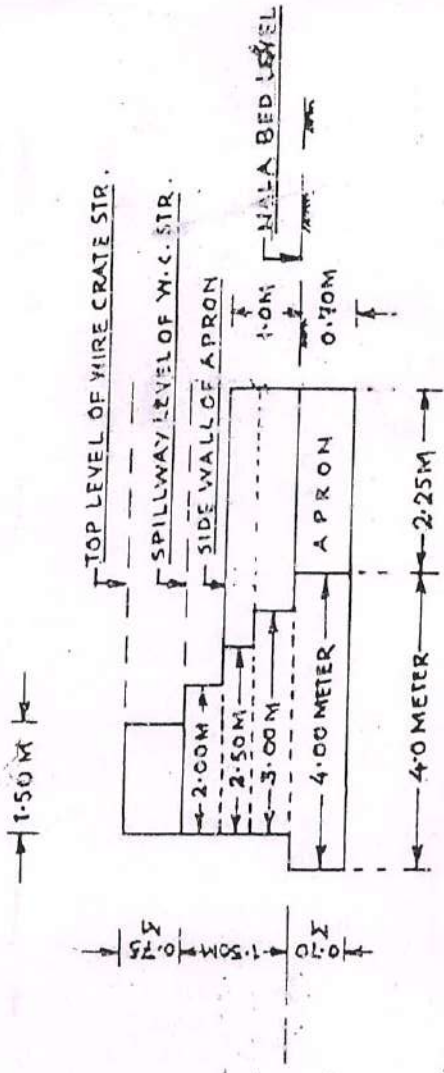 1.50 M
TOP LEVEL OF WIRE CRATE STR.
SPILLWAY LEVEL OF W.C. STR.
SIDE WALL OF APRON
NALA BED LEVEL
0.75 M
1.50M
0.70 M
2.00M
2.50M
3.00M
4.00 METER
APRON
1.0M
0.70M
4.0 METER
2.25M